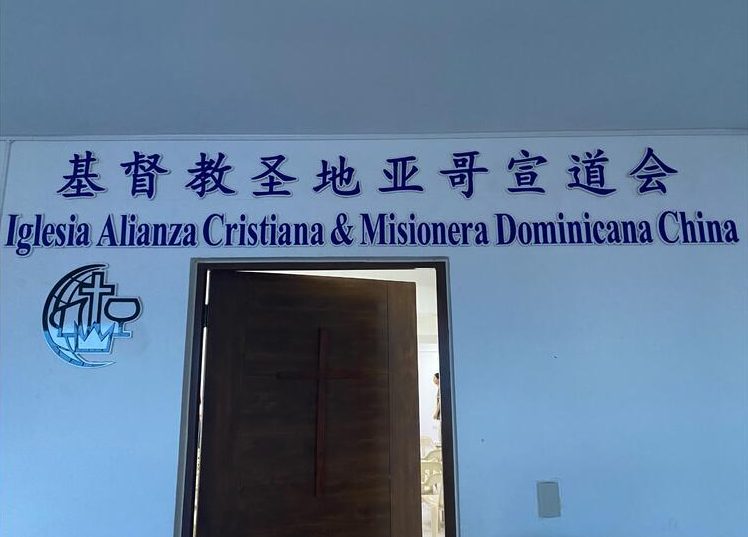 基督教圣地亚哥宣道会
Iglesia Alianza Cristiana & Misionera Dominicana China